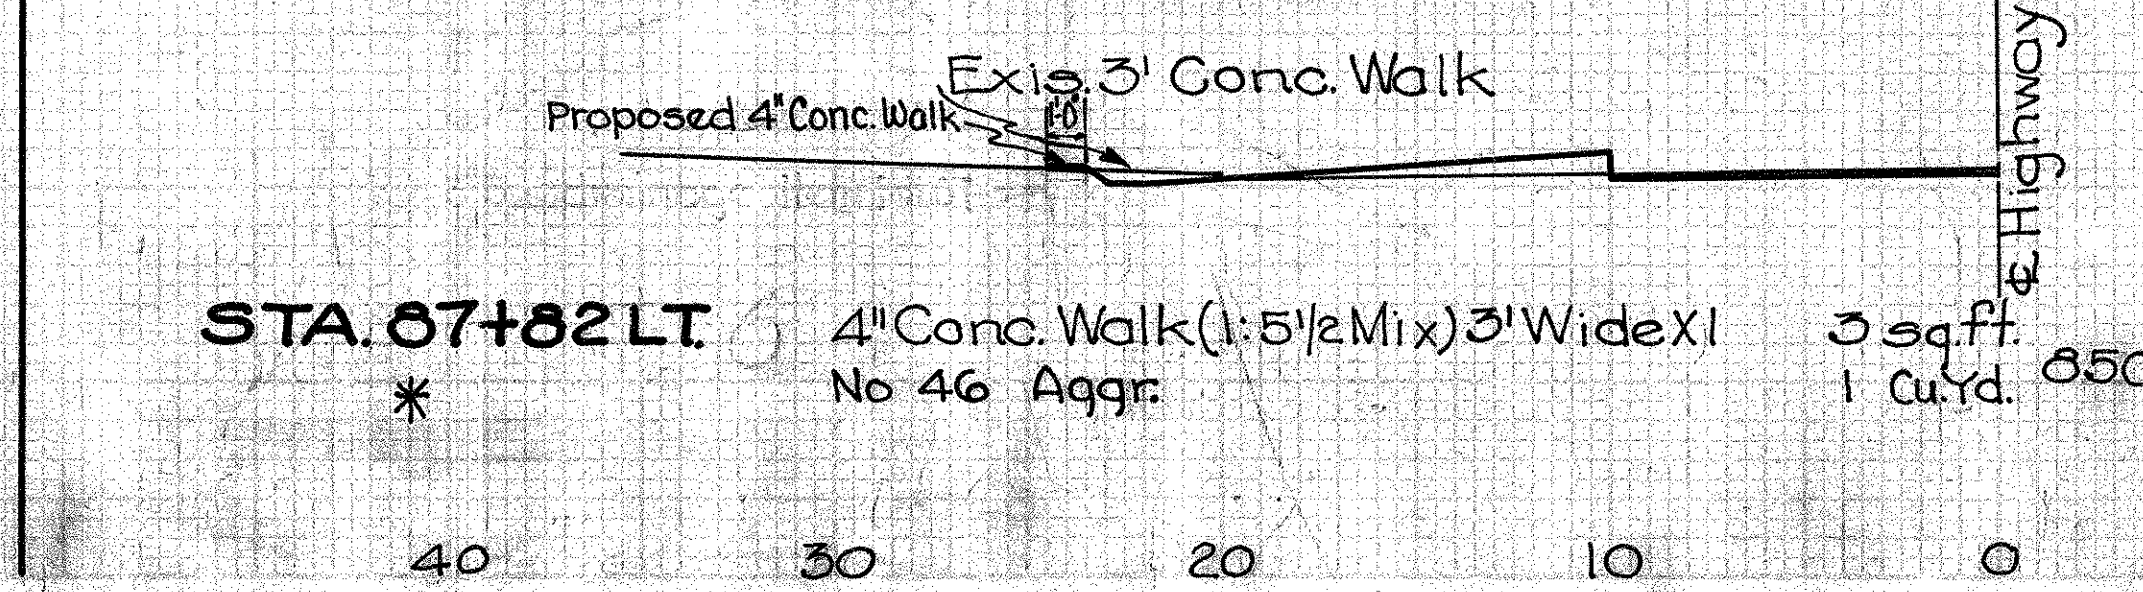 Exis. 3' Conc. Walk
Proposed 4" Conc. Walk
1'-0"
℄ Highway
STA. 87+82 LT.
*
4" Conc. Walk (1:5 1/2 Mix) 3' Wide X 1
3 sq. ft.
No 46 Aggr.
1 Cu. Yd.
850
40 30 20 10 0